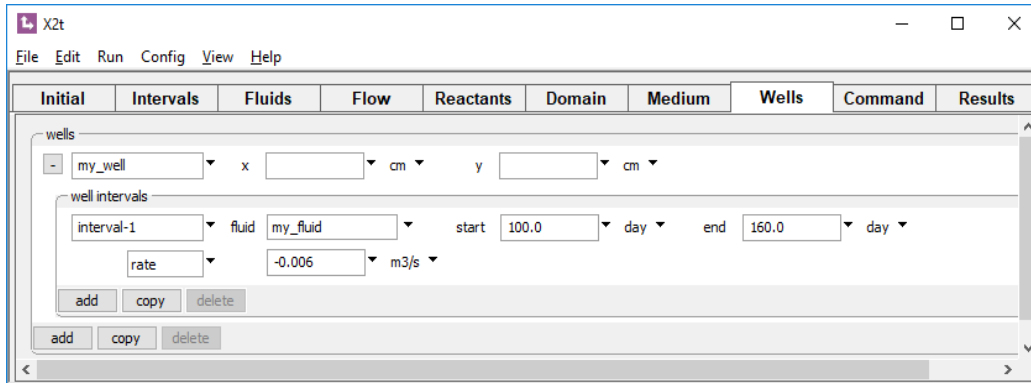 X2t
File Edit Run Config View Help
Initial Intervals Fluids Flow Reactants Domain Medium Wells Command Results
wells
- my_well x cm y cm
well intervals
interval-1 fluid my_fluid start 100.0 day end 160.0 day
rate -0.006 m3/s
add copy delete
add copy delete